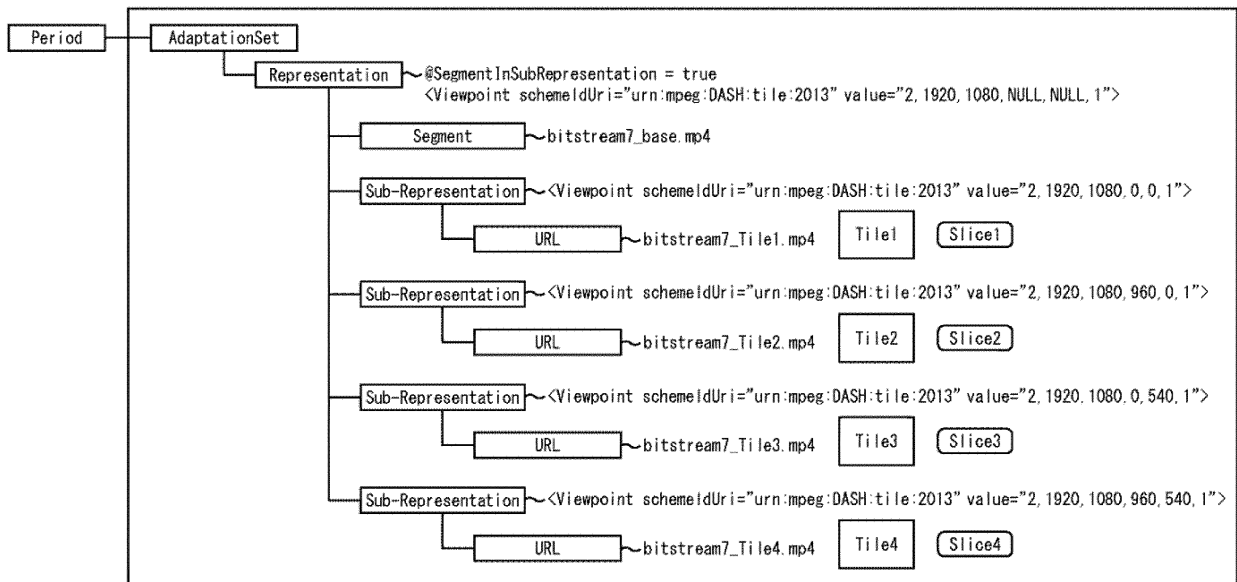 Period
AdaptationSet
Representation
@SegmentInSubRepresentation = true
<Viewpoint schemeIdUri="urn:mpeg:DASH:tile:2013" value="2, 1920, 1080, NULL, NULL, 1">
Segment
bitstream7_base.mp4
Sub-Representation
<Viewpoint schemeIdUri="urn:mpeg:DASH:tile:2013" value="2, 1920, 1080, 0, 0, 1">
URL
bitstream7_Tile1.mp4
Tile1
Slice1
Sub-Representation
<Viewpoint schemeIdUri="urn:mpeg:DASH:tile:2013" value="2, 1920, 1080, 960, 0, 1">
URL
bitstream7_Tile2.mp4
Tile2
Slice2
Sub-Representation
<Viewpoint schemeIdUri="urn:mpeg:DASH:tile:2013" value="2, 1920. 1080. 0, 540, 1">
URL
bitstream7_Tile3.mp4
Tile3
Slice3
Sub-Representation
<Viewpoint schemeIdUri="urn:mpeg:DASH:tile:2013" value="2, 1920, 1080, 960, 540, 1">
URL
bitstream7_Tile4.mp4
Tile4
Slice4